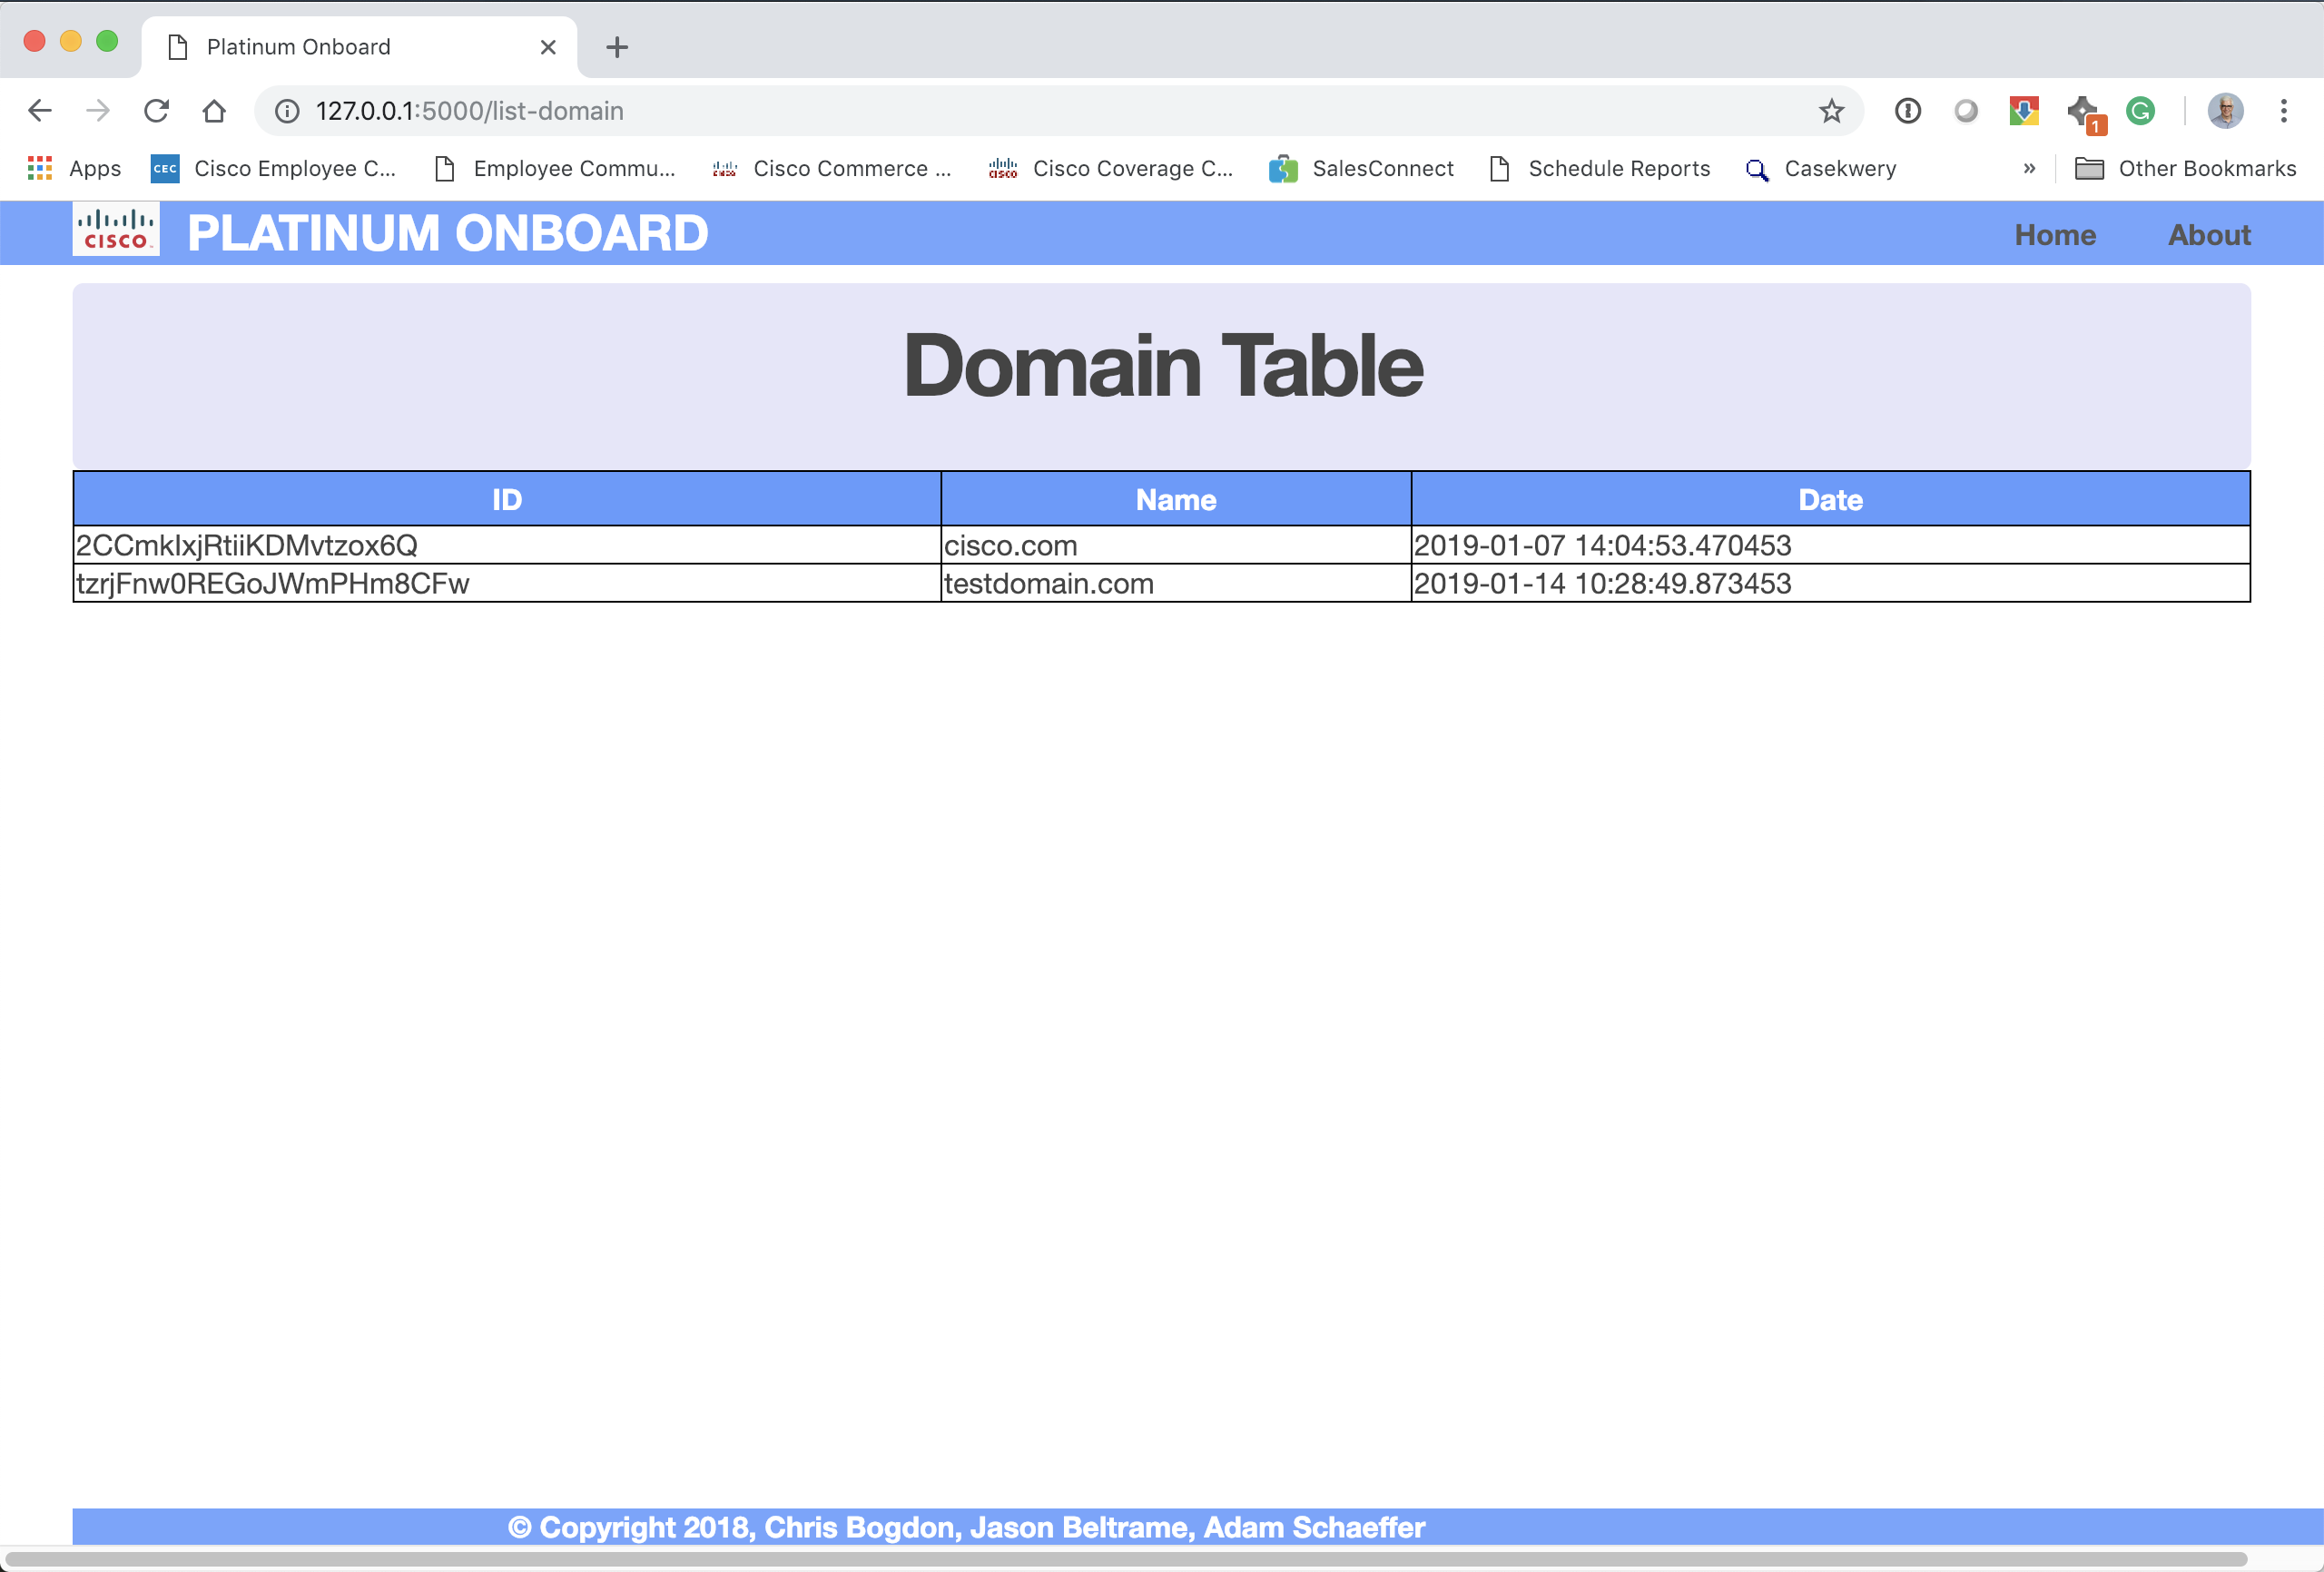 Platinum Onboard
127.0.0.1:5000/list-domain
1
Apps CEC Cisco Employee C... Employee Commu... Cisco Commerce ... CISCO Cisco Coverage C... SalesConnect Schedule Reports Casekwery » Other Bookmarks
CISCO PLATINUM ONBOARD Home About
Domain Table
ID Name Date
2CCmkIxjRtiiKDMvtzox6Q cisco.com 2019-01-07 14:04:53.470453
tzrjFnw0REGoJWmPHm8CFw testdomain.com 2019-01-14 10:28:49.873453
© Copyright 2018, Chris Bogdon, Jason Beltrame, Adam Schaeffer